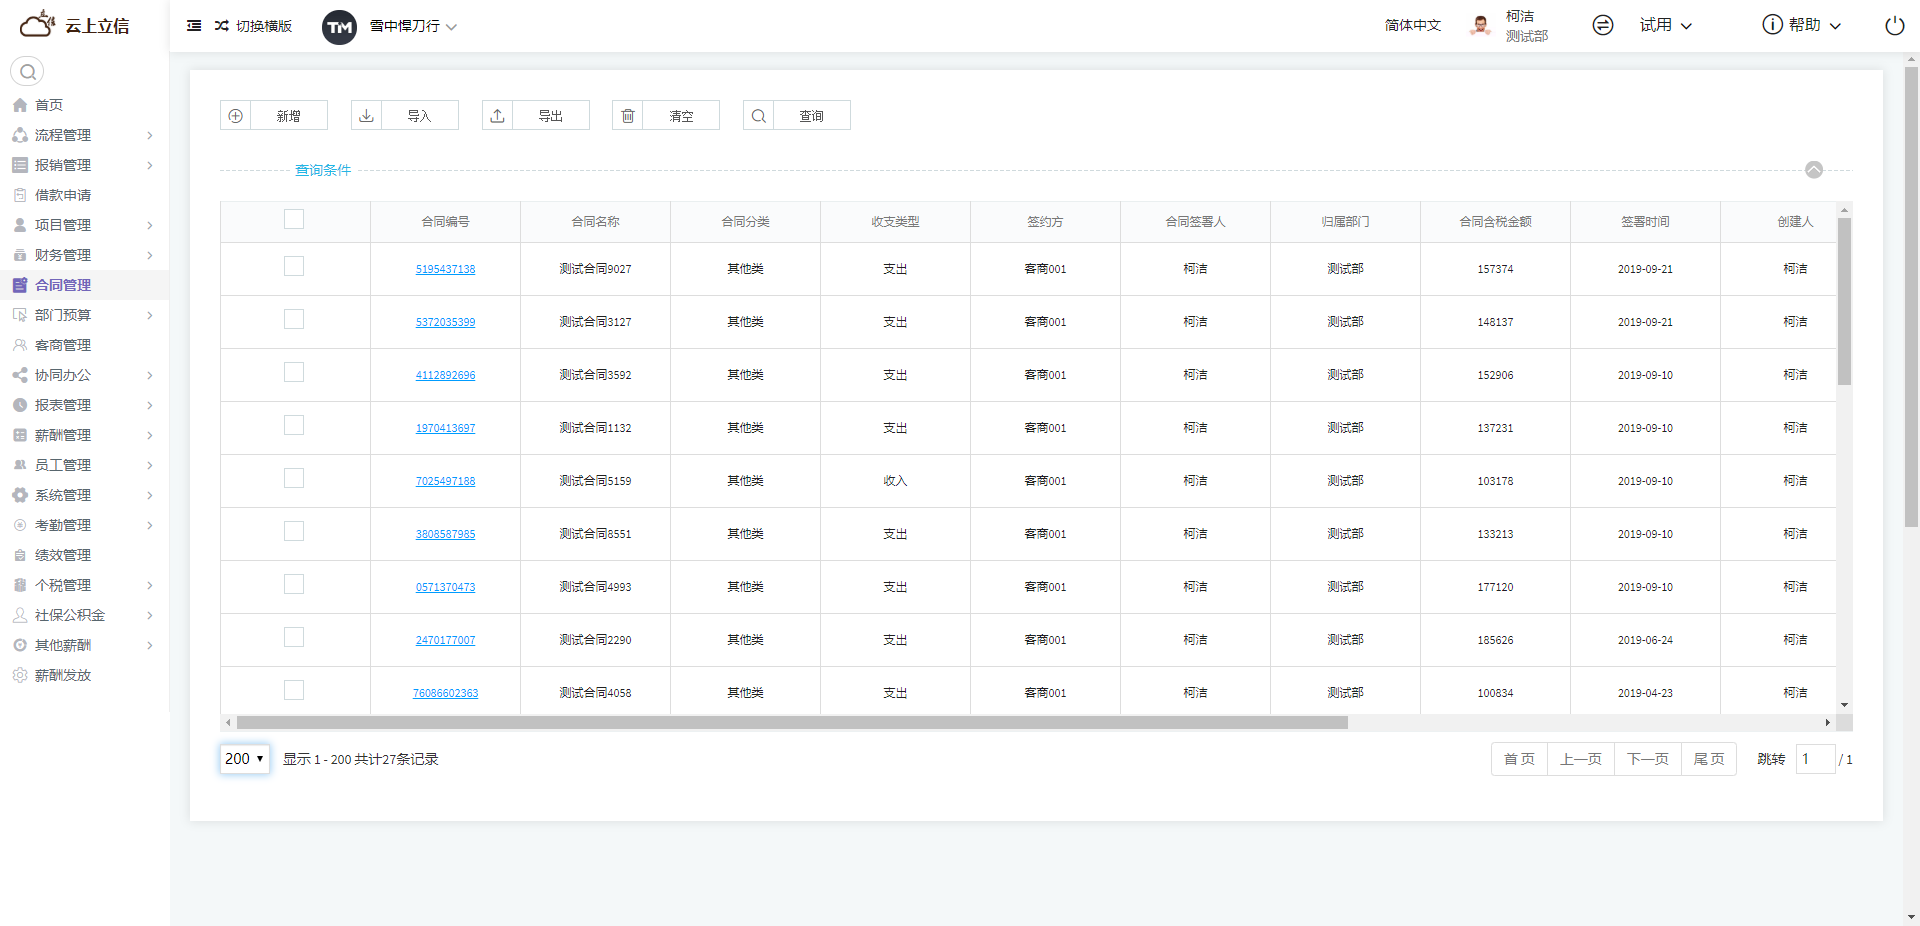 云上立信
切换横版
TM
雪中悍刀行
简体中文
柯洁
测试部
试用
帮助
首页
流程管理
报销管理
借款申请
项目管理
财务管理
合同管理
部门预算
客商管理
协同办公
报表管理
薪酬管理
员工管理
系统管理
考勤管理
绩效管理
个税管理
社保公积金
其他薪酬
薪酬发放
新增 导入 导出 清空 查询
查询条件
合同编号 合同名称 合同分类 收支类型 签约方 合同签署人 归属部门 合同含税金额 签署时间 创建人
5195437138 测试合同9027 其他类 支出 客商001 柯洁 测试部 157374 2019-09-21 柯洁
5372035399 测试合同3127 其他类 支出 客商001 柯洁 测试部 148137 2019-09-21 柯洁
4112892696 测试合同3592 其他类 支出 客商001 柯洁 测试部 152906 2019-09-10 柯洁
1970413697 测试合同1132 其他类 支出 客商001 柯洁 测试部 137231 2019-09-10 柯洁
7025497188 测试合同5159 其他类 收入 客商001 柯洁 测试部 103178 2019-09-10 柯洁
3808587985 测试合同8551 其他类 支出 客商001 柯洁 测试部 133213 2019-09-10 柯洁
0571370473 测试合同4993 其他类 支出 客商001 柯洁 测试部 177120 2019-09-10 柯洁
2470177007 测试合同2290 其他类 支出 客商001 柯洁 测试部 185626 2019-06-24 柯洁
76086602363 测试合同4058 其他类 支出 客商001 柯洁 测试部 100834 2019-04-23 柯洁
200 显示 1 - 200 共计27条记录 首页 上一页 下一页 尾页 跳转 1 / 1